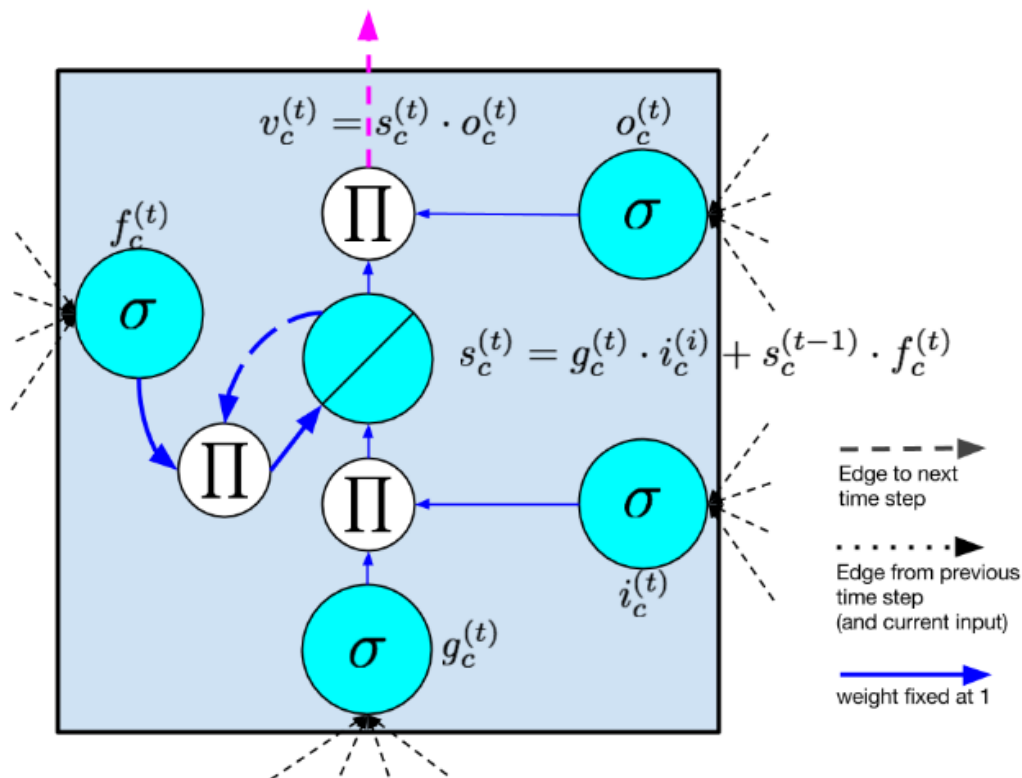 v_c^{(t)} = s_c^{(t)} · o_c^{(t)}
o_c^{(t)}
∏
σ
f_c^{(t)}
σ
s_c^{(t)} = g_c^{(t)} · i_c^{(i)} + s_c^{(t-1)} · f_c^{(t)}
∏
∏
σ
i_c^{(t)}
σ
g_c^{(t)}
Edge to next
time step
Edge from previous
time step
(and current input)
weight fixed at 1